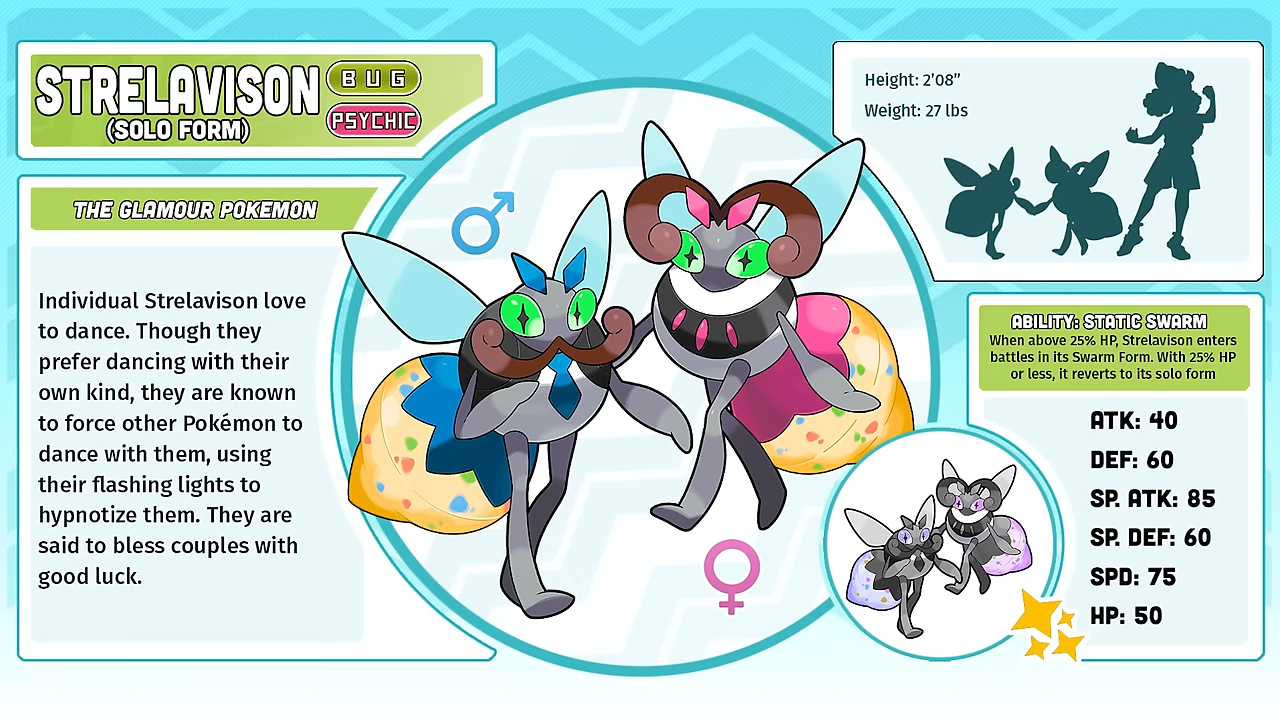 STRELAVISON
(SOLO FORM)
BUG
PSYCHIC
THE GLAMOUR POKEMON
Individual Strelavison love
to dance. Though they
prefer dancing with their
own kind, they are known
to force other Pokémon to
dance with them, using
their flashing lights to
hypnotize them. They are
said to bless couples with
good luck.
Height: 2’08”
Weight: 27 lbs
ABILITY: STATIC SWARM
When above 25% HP, Strelavison enters
battles in its Swarm Form. With 25% HP
or less, it reverts to its solo form
ATK: 40
DEF: 60
SP. ATK: 85
SP. DEF: 60
SPD: 75
HP: 50